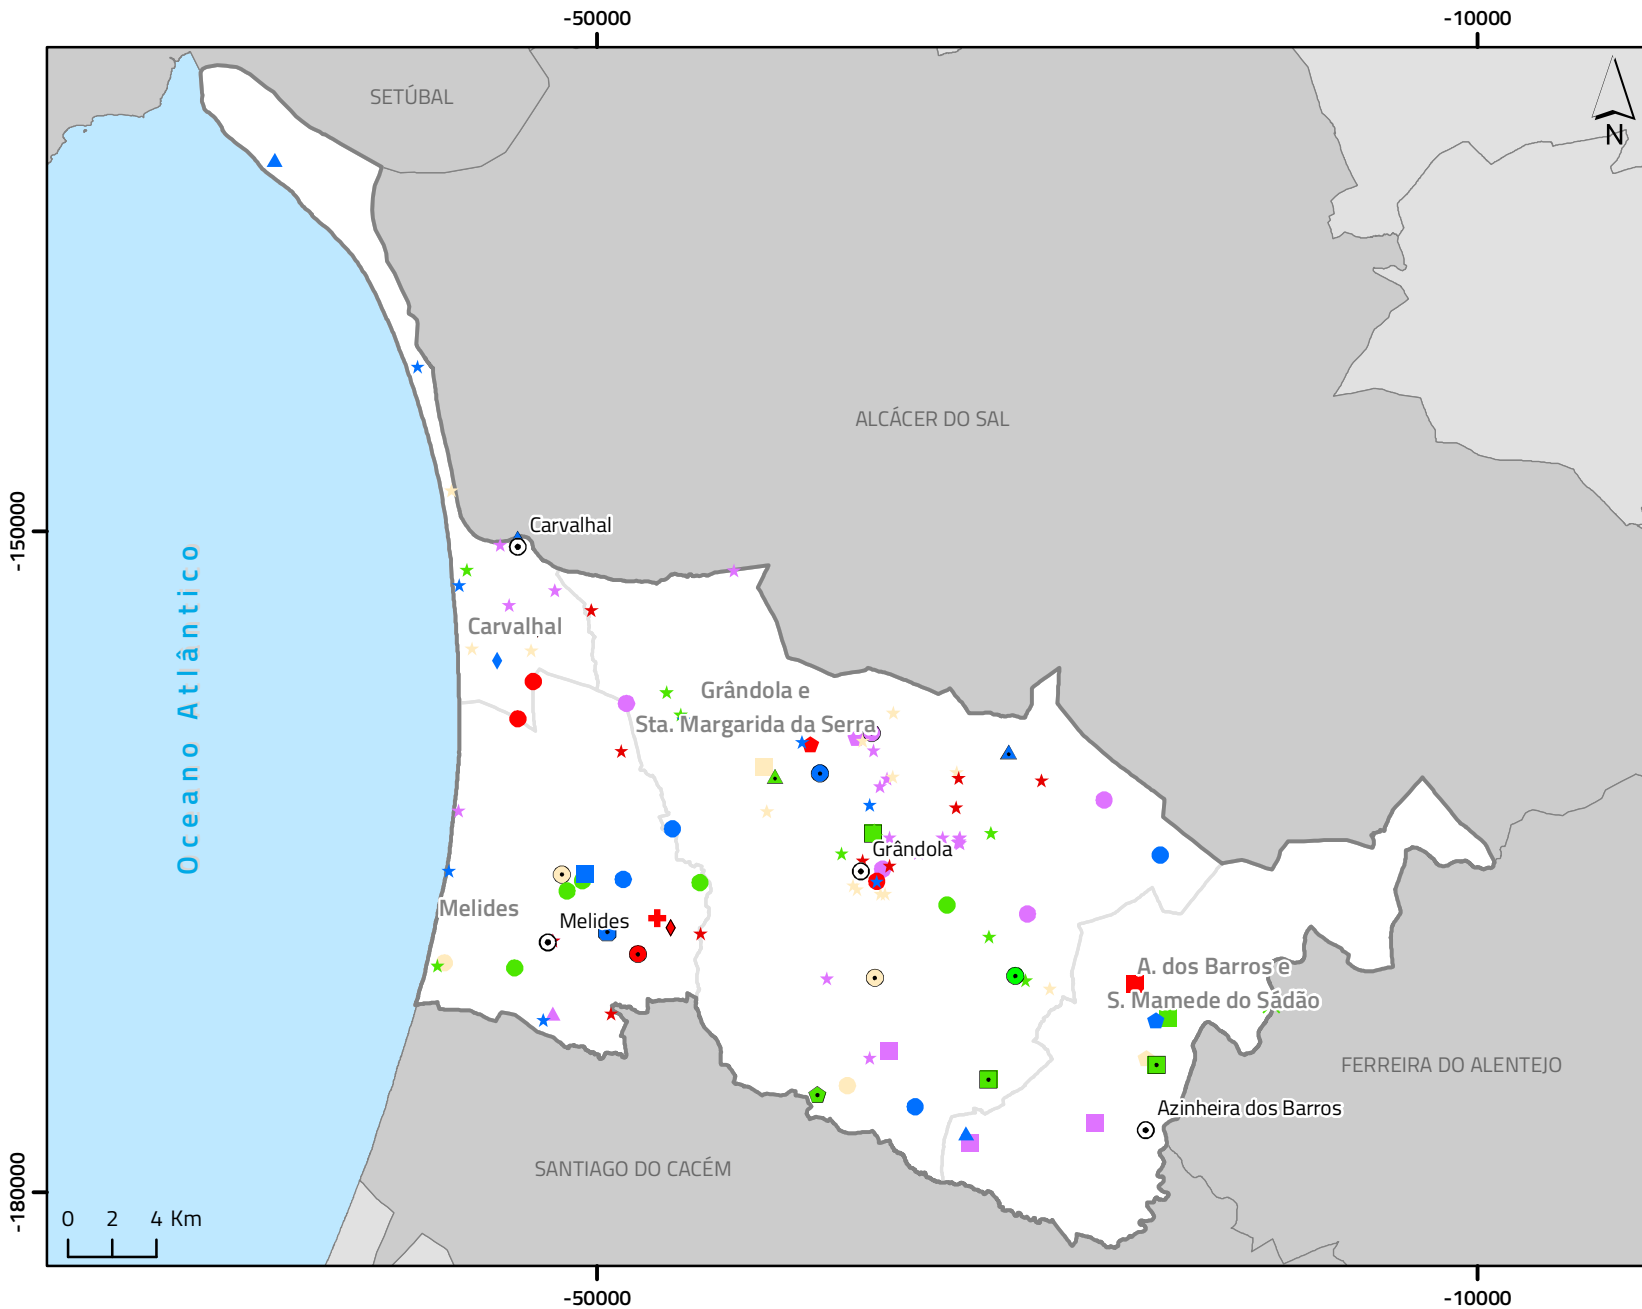 -50000
-10000
SETÚBAL
N
ALCÁCER DO SAL
-150000
Carvalhal
Oceano Atlântico
Carvalhal
Grândola e
Sta. Margarida da Serra
Grândola
Melides
Melides
A. dos Barros e
S. Mamede do Sádão
FERREIRA DO ALENTEJO
Azinheira dos Barros
SANTIAGO DO CACÉM
-180000
0 2 4 Km
-50000
-10000